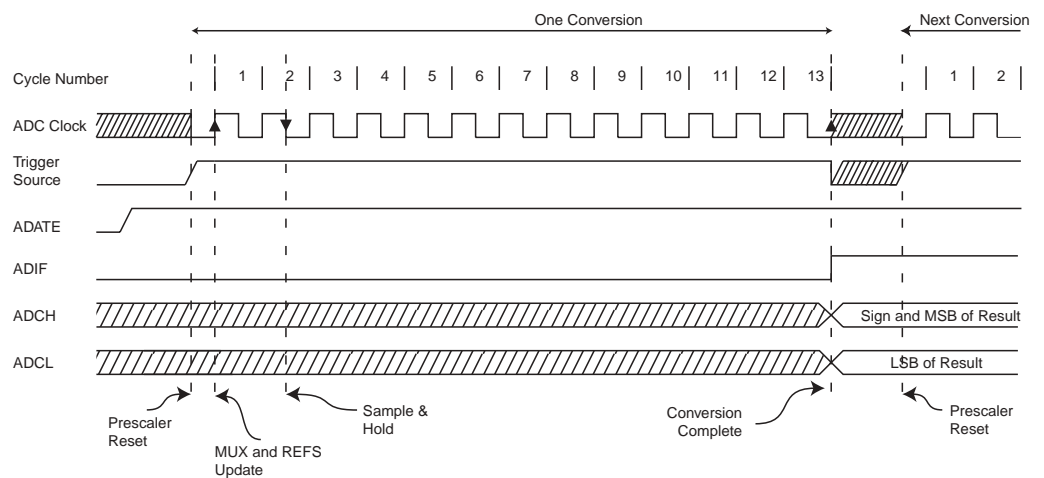 One Conversion
Next Conversion
Cycle Number
1 2 3 4 5 6 7 8 9 10 11 12 13 1 2
ADC Clock
Trigger
Source
ADATE
ADIF
ADCH
Sign and MSB of Result
ADCL
LSB of Result
Prescaler
Reset
MUX and REFS
Update
Sample &
Hold
Conversion
Complete
Prescaler
Reset